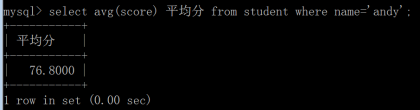 mysql> select avg(score) 平均分 from student where name='andy';
+-----------+
| 平均分 |
+-----------+
| 76.8000 |
+-----------+
1 row in set (0.00 sec)